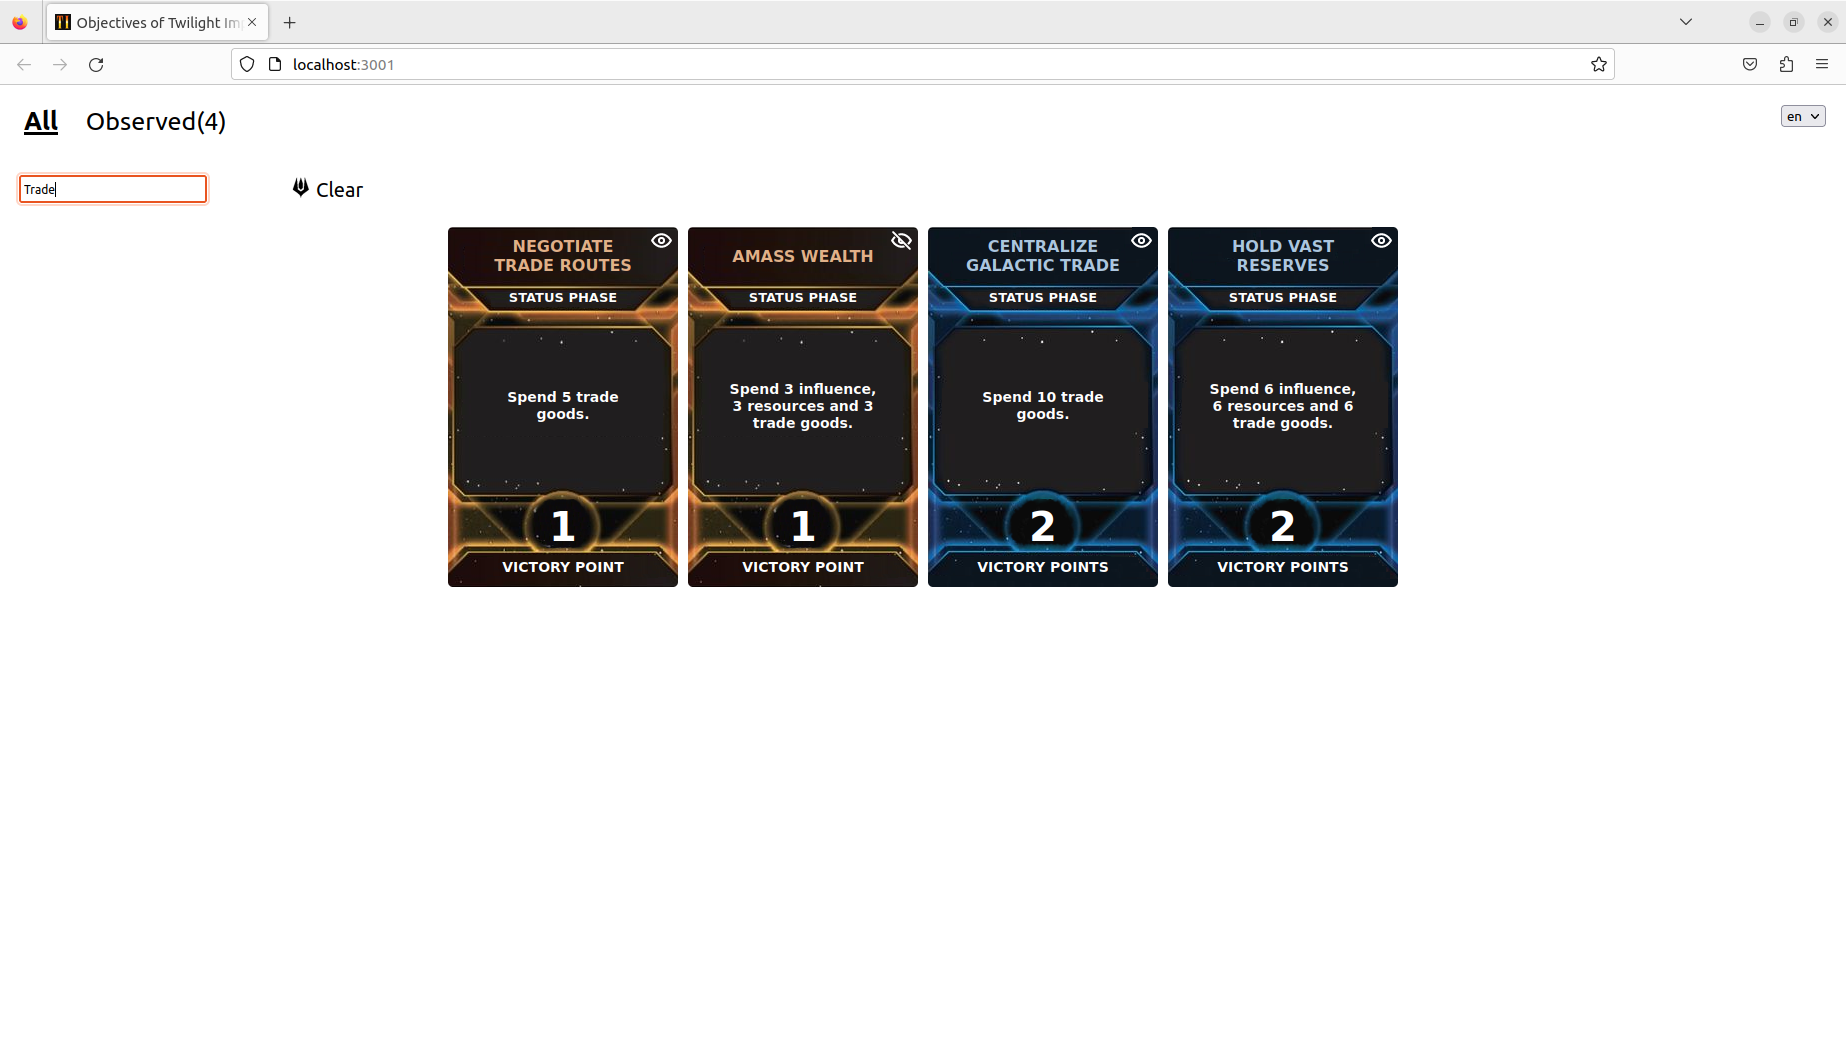 Objectives of Twilight Im
localhost:3001
All
Observed(4)
en
Trade
Clear
NEGOTIATE
TRADE ROUTES
STATUS PHASE
Spend 5 trade
goods.
1
VICTORY POINT
AMASS WEALTH
STATUS PHASE
Spend 3 influence,
3 resources and 3
trade goods.
1
VICTORY POINT
CENTRALIZE
GALACTIC TRADE
STATUS PHASE
Spend 10 trade
goods.
2
VICTORY POINTS
HOLD VAST
RESERVES
STATUS PHASE
Spend 6 influence,
6 resources and 6
trade goods.
2
VICTORY POINTS